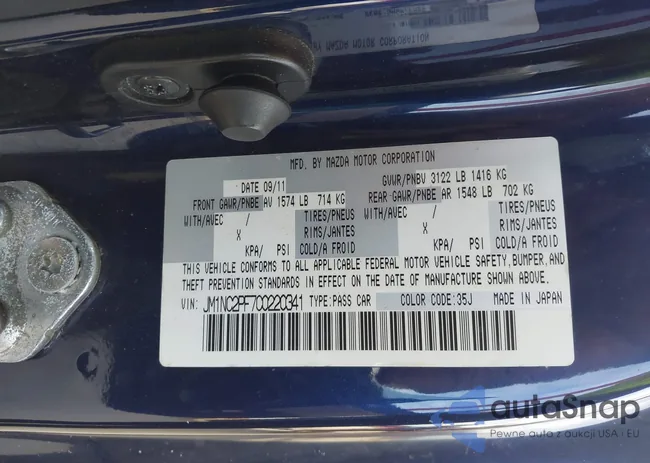 MFD. BY MAZDA MOTOR CORPORATION
DATE 09/11
GVWR/PNBV 3122 LB 1416 KG
FRONT GAWR/PNBE AV 1574 LB 714 KG
REAR GAWR/PNBE AR 1548 LB 702 KG
WITH/AVEC / TIRES/PNEUS WITH/AVEC / TIRES/PNEUS
X RIMS/JANTES X RIMS/JANTES
KPA/ PSI COLD/A FROID KPA/ PSI COLD/A FROID
THIS VEHICLE CONFORMS TO ALL APPLICABLE FEDERAL MOTOR VEHICLE SAFETY, BUMPER, AND
THEFT PREVENTION STANDARDS IN EFFECT ON THE DATE OF MANUFACTURE SHOWN ABOVE.
VIN: JM1NC2PF7C0220341 TYPE:PASS CAR COLOR CODE:35J MADE IN JAPAN
autoSnap
Pewne auto z aukcji USA i EU